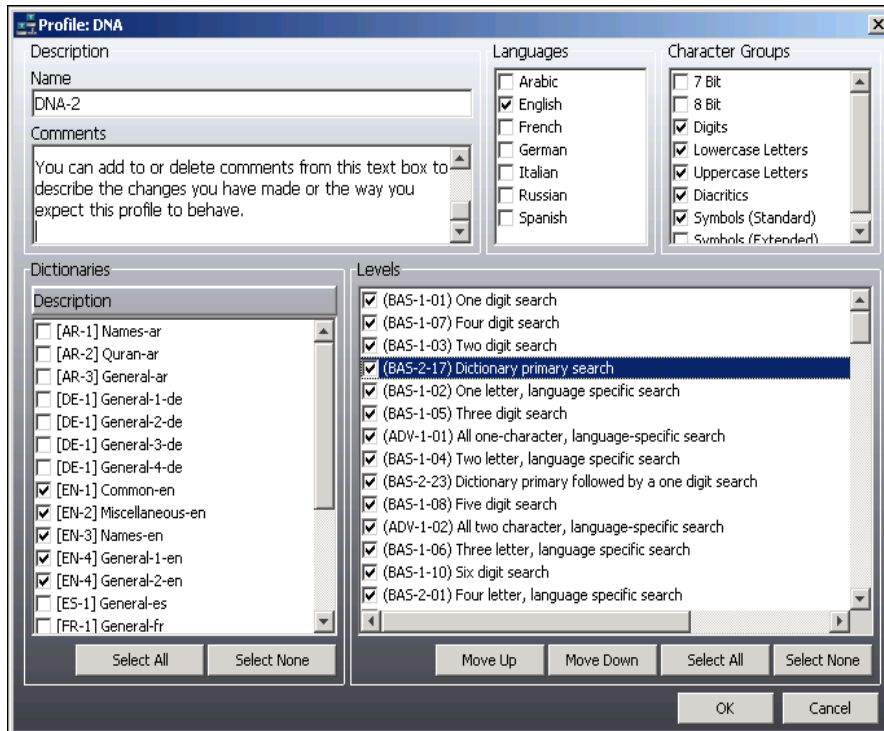 Profile: DNA
Description
Name
DNA-2
Comments
You can add to or delete comments from this text box to
describe the changes you have made or the way you
expect this profile to behave.
Languages
Arabic
English
French
German
Italian
Russian
Spanish
Character Groups
7 Bit
8 Bit
Digits
Lowercase Letters
Uppercase Letters
Diacritics
Symbols (Standard)
Symbols (Extended)
Dictionaries
Description
[AR-1] Names-ar
[AR-2] Quran-ar
[AR-3] General-ar
[DE-1] General-1-de
[DE-1] General-2-de
[DE-1] General-3-de
[DE-1] General-4-de
[EN-1] Common-en
[EN-2] Miscellaneous-en
[EN-3] Names-en
[EN-4] General-1-en
[EN-4] General-2-en
[ES-1] General-es
[FR-1] General-fr
Select All
Select None
Levels
(BAS-1-01) One digit search
(BAS-1-07) Four digit search
(BAS-1-03) Two digit search
(BAS-2-17) Dictionary primary search
(BAS-1-02) One letter, language specific search
(BAS-1-05) Three digit search
(ADV-1-01) All one-character, language-specific search
(BAS-1-04) Two letter, language specific search
(BAS-2-23) Dictionary primary followed by a one digit search
(BAS-1-08) Five digit search
(ADV-1-02) All two character, language-specific search
(BAS-1-06) Three letter, language specific search
(BAS-1-10) Six digit search
(BAS-2-01) Four letter, language specific search
Move Up
Move Down
Select All
Select None
OK
Cancel